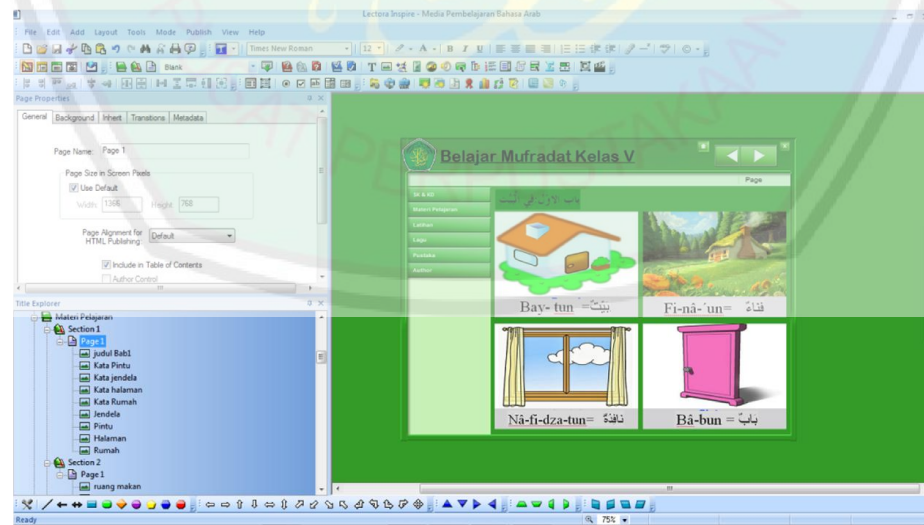 Lectora Inspire - Media Pembelajaran Bahasa Arab
File Edit Add Layout Tools Mode Publish View Help
Times New Roman 12
Blank
Page Properties
General Background Inherit Transitions Metadata
Page Name: Page 1
Page Size in Screen Pixels
Use Default
Width: 1366 Height: 768
Page Alignment for HTML Publishing: Default
Include in Table of Contents
Author Control
Title Explorer
Materi Pelajaran
Section 1
Page 1
judul Bab1
Kata Pintu
Kata jendela
Kata halaman
Kata Rumah
Jendela
Pintu
Halaman
Rumah
Section 2
Page 1
ruang makan
Belajar Mufradat Kelas V
Page
SK & KD
Materi Pelajaran
Latihan
Lagu
Pustaka
Author
Bay- tun =بَيْتٌ
Fi-nâ-´un= فِنَاءٌ
Nâ-fi-dza-tun= نافذةٌ
Bâ-bun = بابٌ
PUSAT PERPUSTAKAAN
Ready
75%